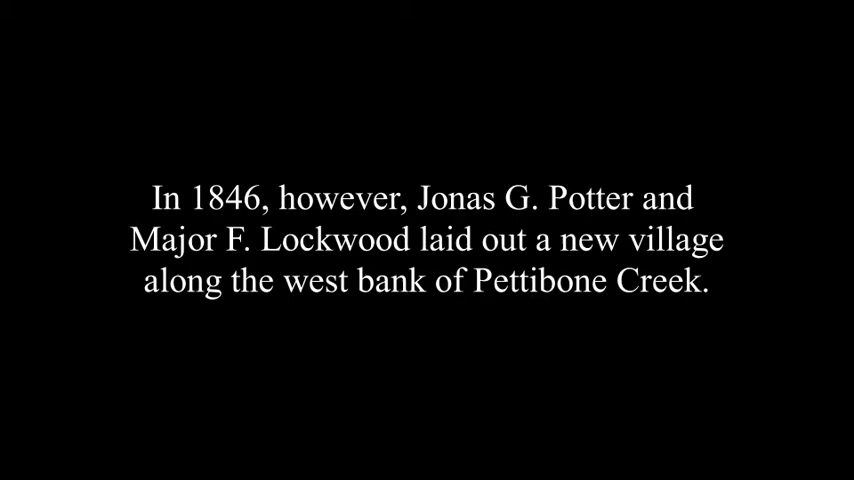 In 1846, however, Jonas G. Potter and
Major F. Lockwood laid out a new village
along the west bank of Pettibone Creek.